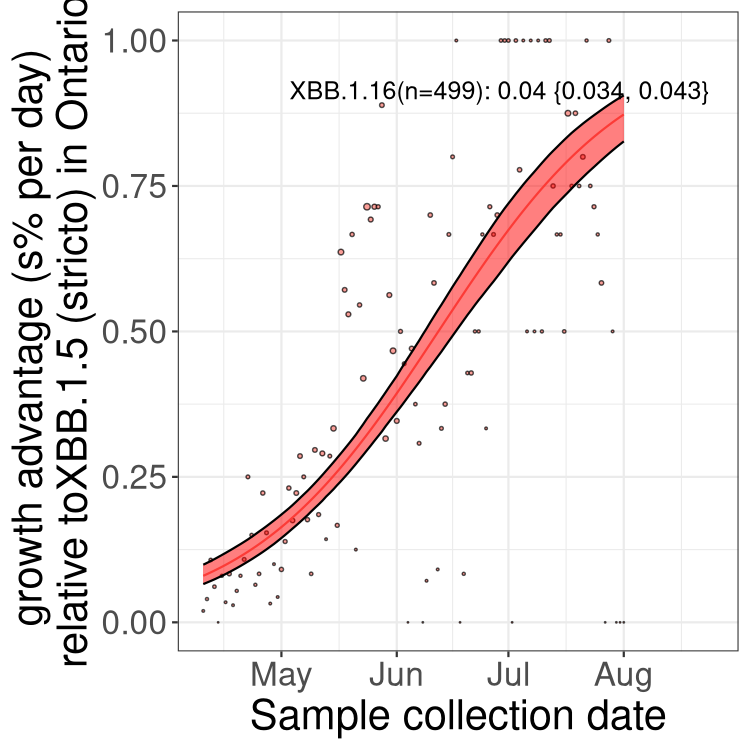 growth advantage (s% per day)
relative toXBB.1.5 (stricto) in Ontario
1.00
0.75
0.50
0.25
0.00
XBB.1.16(n=499): 0.04 {0.034, 0.043}
May Jun Jul Aug
Sample collection date